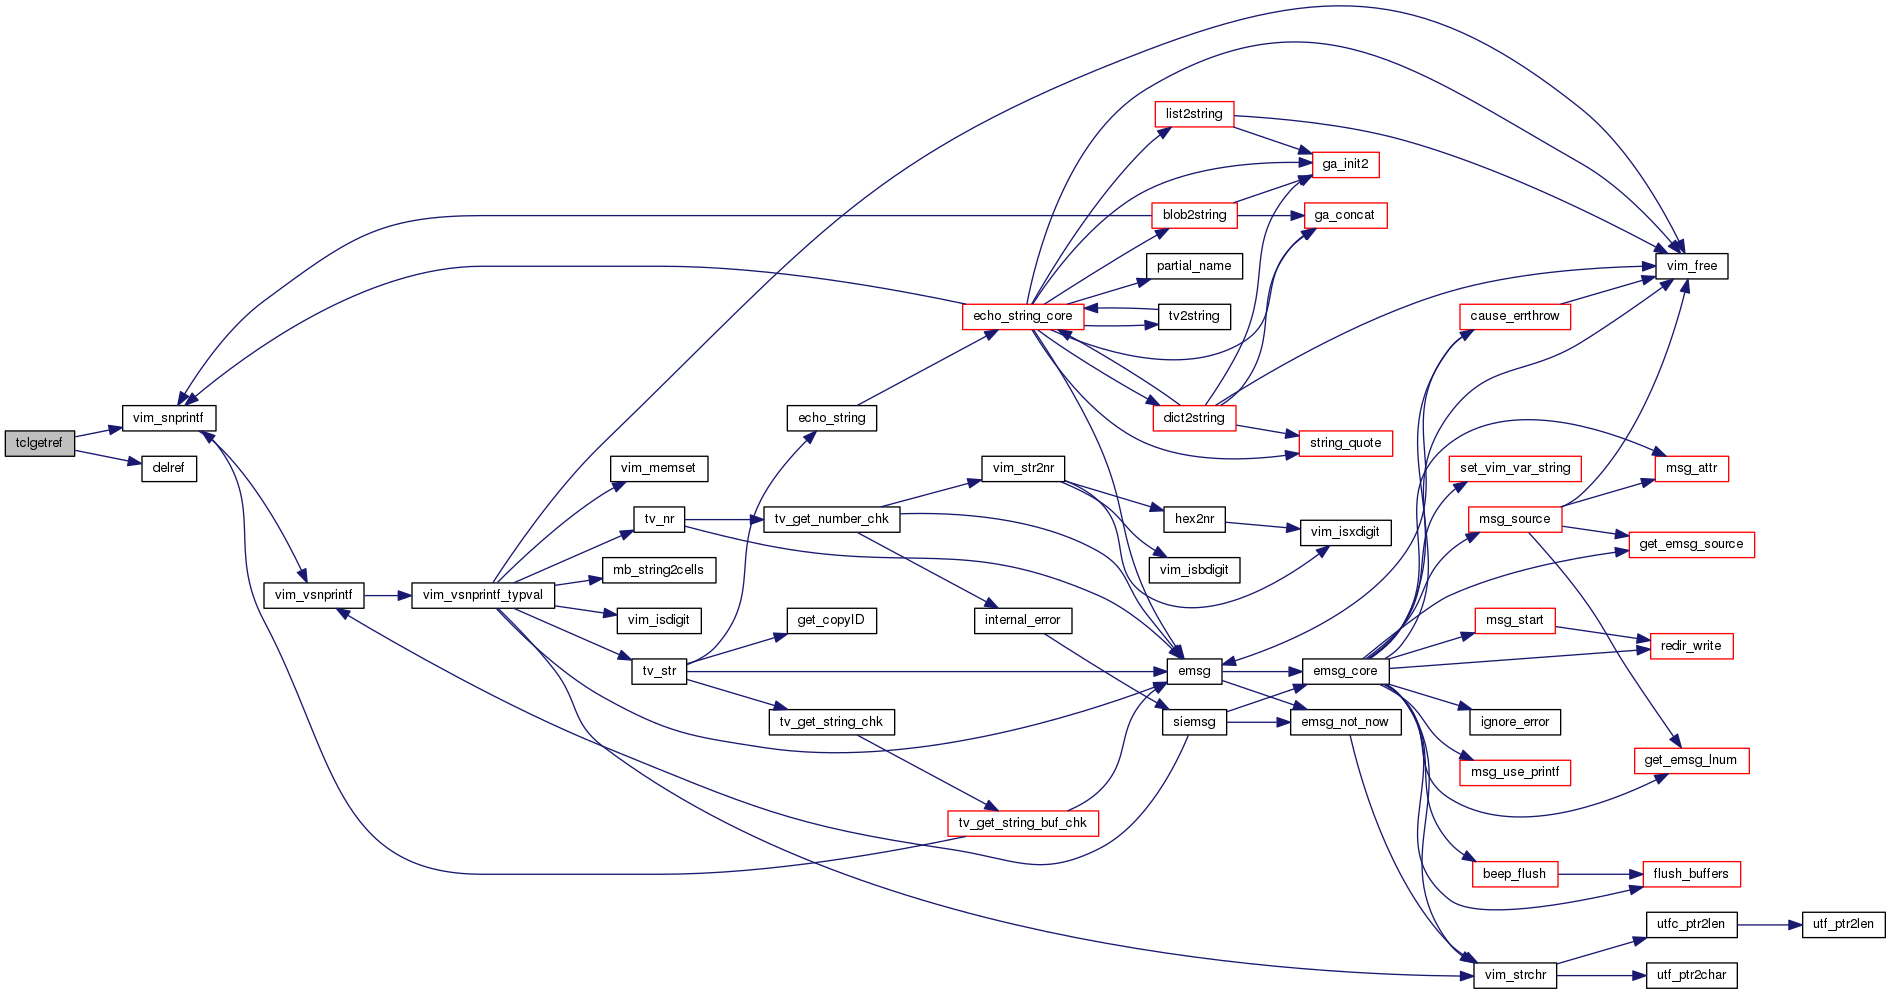 tclgetref
vim_snprintf
delref
vim_vsnprintf
vim_vsnprintf_typval
vim_memset
tv_nr
mb_string2cells
vim_isdigit
tv_str
echo_string
tv_get_number_chk
get_copyID
tv_get_string_chk
echo_string_core
vim_str2nr
internal_error
tv_get_string_buf_chk
list2string
blob2string
partial_name
tv2string
dict2string
hex2nr
vim_isbdigit
emsg
siemsg
ga_init2
ga_concat
string_quote
vim_isxdigit
emsg_core
emsg_not_now
cause_errthrow
set_vim_var_string
msg_source
msg_start
ignore_error
msg_use_printf
beep_flush
vim_strchr
vim_free
msg_attr
get_emsg_source
redir_write
get_emsg_lnum
flush_buffers
utfc_ptr2len
utf_ptr2char
utf_ptr2len